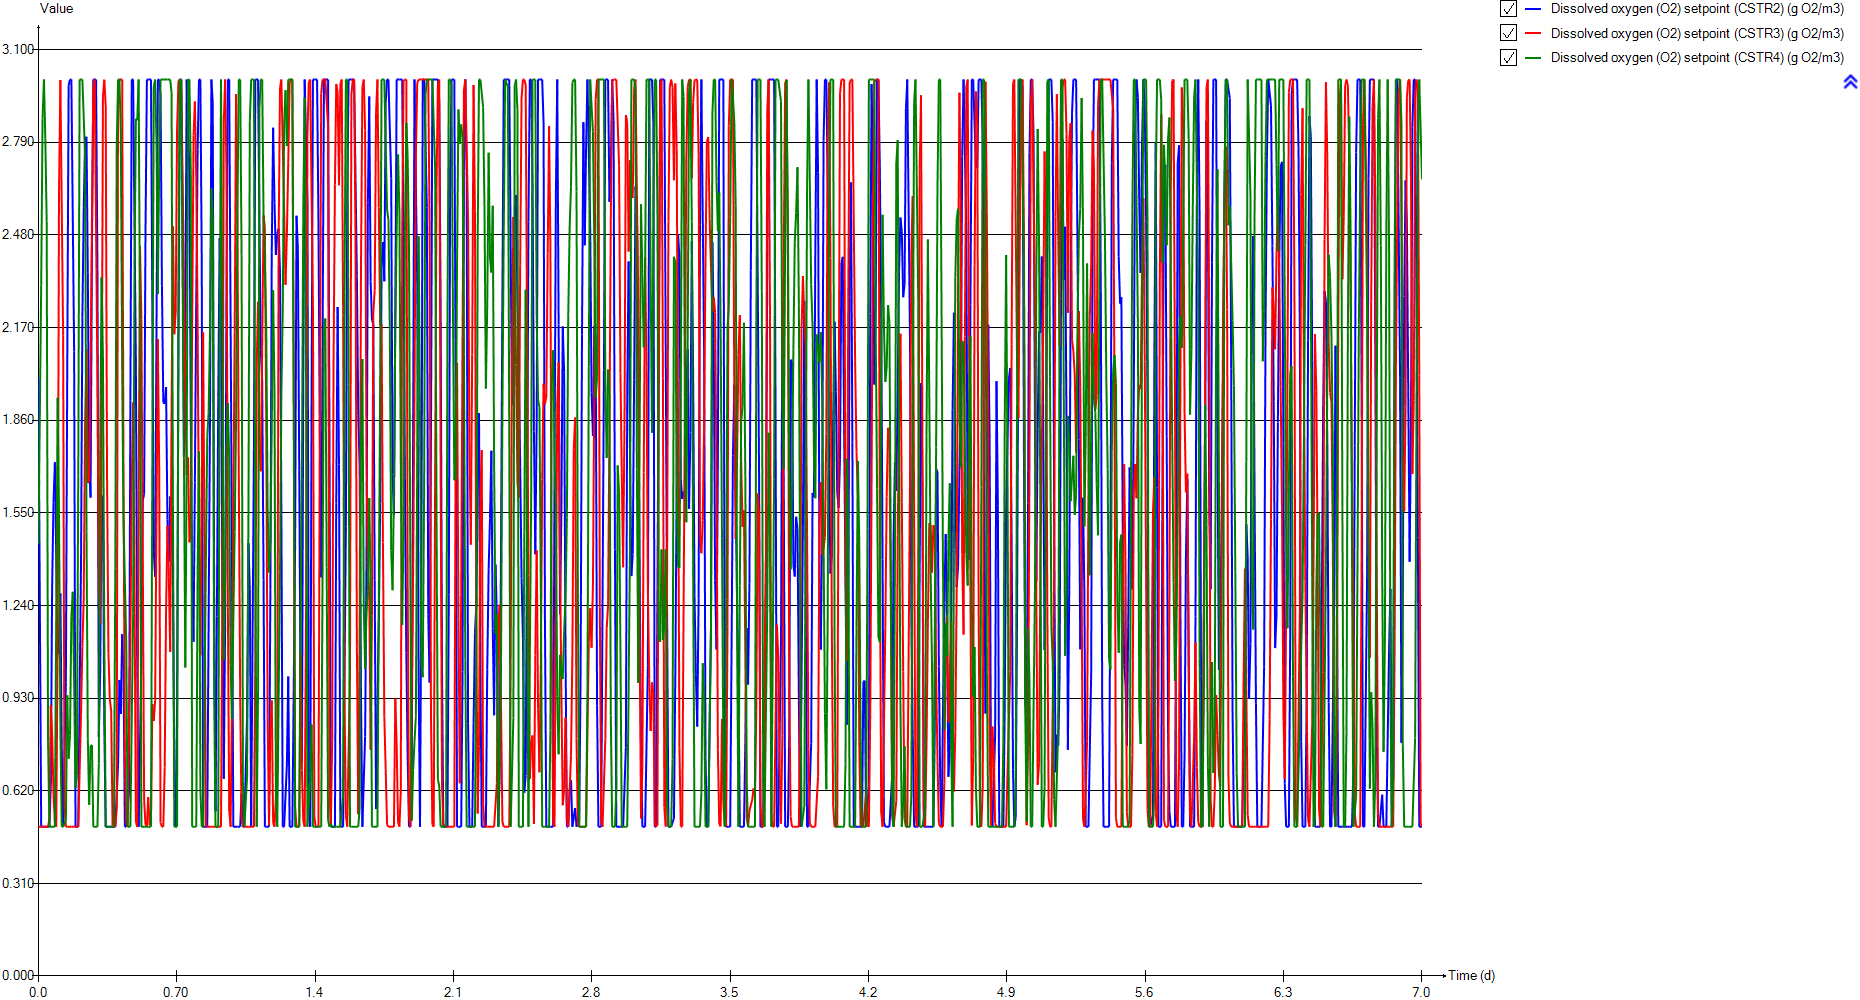 Value
Dissolved oxygen (O2) setpoint (CSTR2) (g O2/m3)
Dissolved oxygen (O2) setpoint (CSTR3) (g O2/m3)
Dissolved oxygen (O2) setpoint (CSTR4) (g O2/m3)
3.100
2.790
2.480
2.170
1.860
1.550
1.240
0.930
0.620
0.310
0.000
Time (d)
0.0 0.70 1.4 2.1 2.8 3.5 4.2 4.9 5.6 6.3 7.0